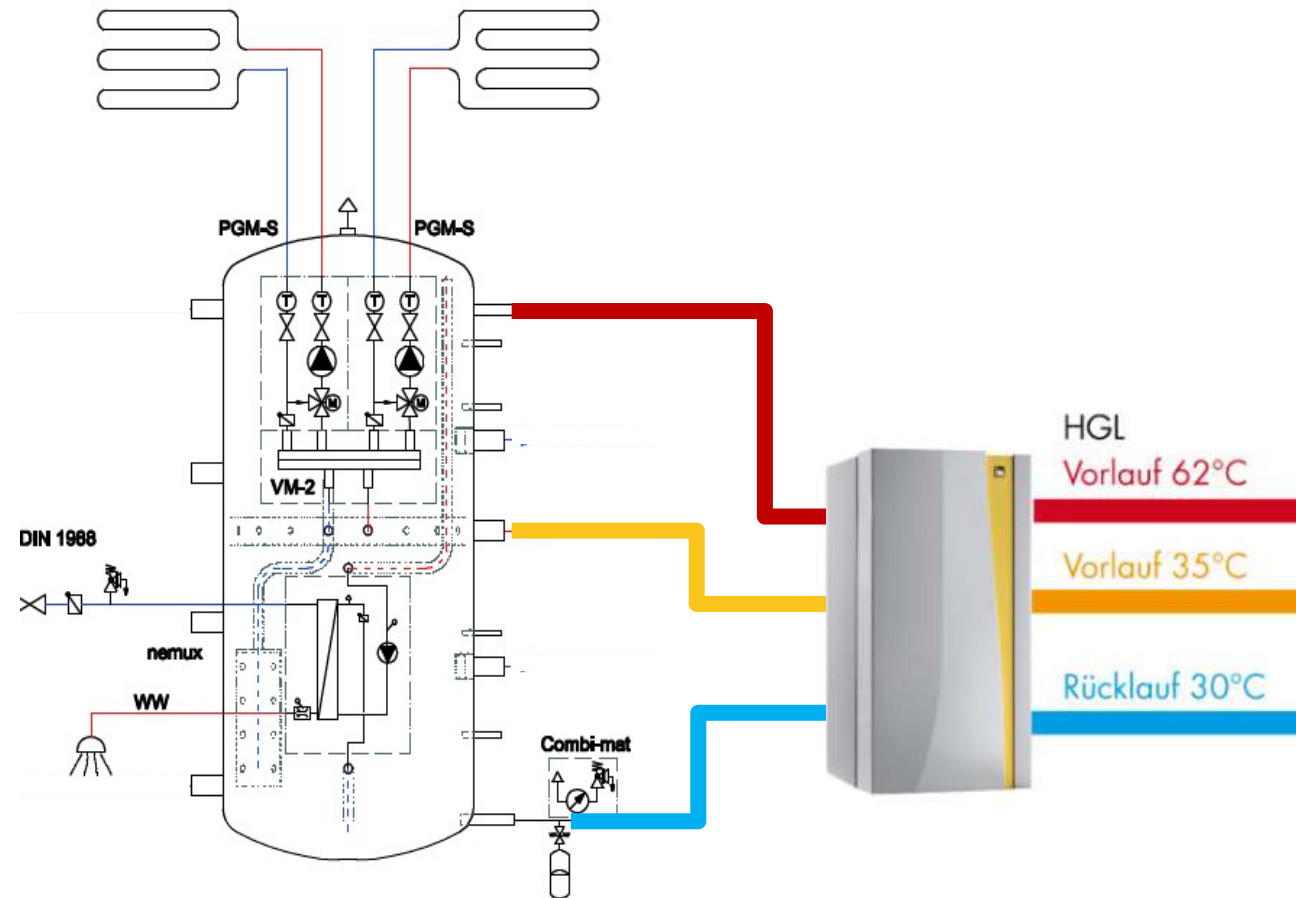 PGM-S
PGM-S
T
T
T
T
M
M
VM-2
DIN 1988
nemux
WW
Combi-mat
HGL
Vorlauf 62°C
Vorlauf 35°C
Rücklauf 30°C